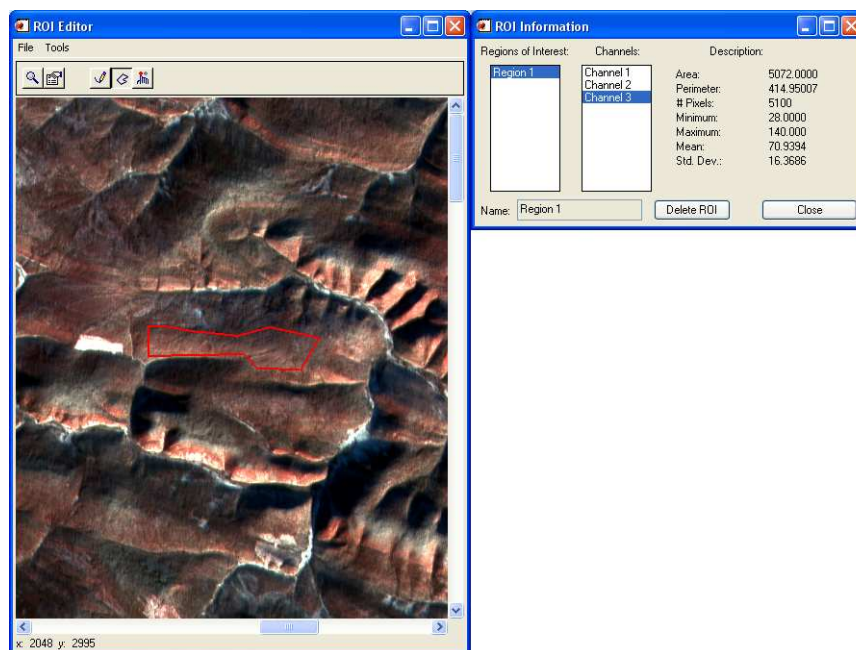 ROI Editor
File Tools
x: 2048 y: 2995
ROI Information
Regions of Interest: Channels: Description:
Region 1
Channel 1
Channel 2
Channel 3
Area: 5072.0000
Perimeter: 414.95007
# Pixels: 5100
Minimum: 28.0000
Maximum: 140.000
Mean: 70.9394
Std. Dev.: 16.3686
Name: Region 1 Delete ROI Close